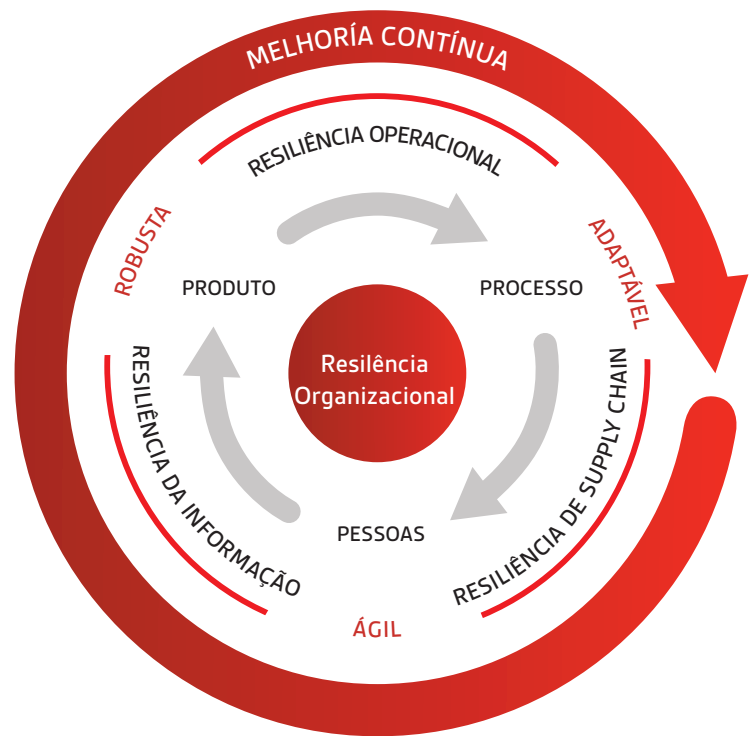 MELHORÍA CONTÍNUA
RESILIÊNCIA OPERACIONAL
ROBUSTA
ADAPTÁVEL
PRODUTO
PROCESSO
Resilência
Organizacional
RESILIÊNCIA DA INFORMAÇÃO
RESILIÊNCIA DE SUPPLY CHAIN
PESSOAS
ÁGIL